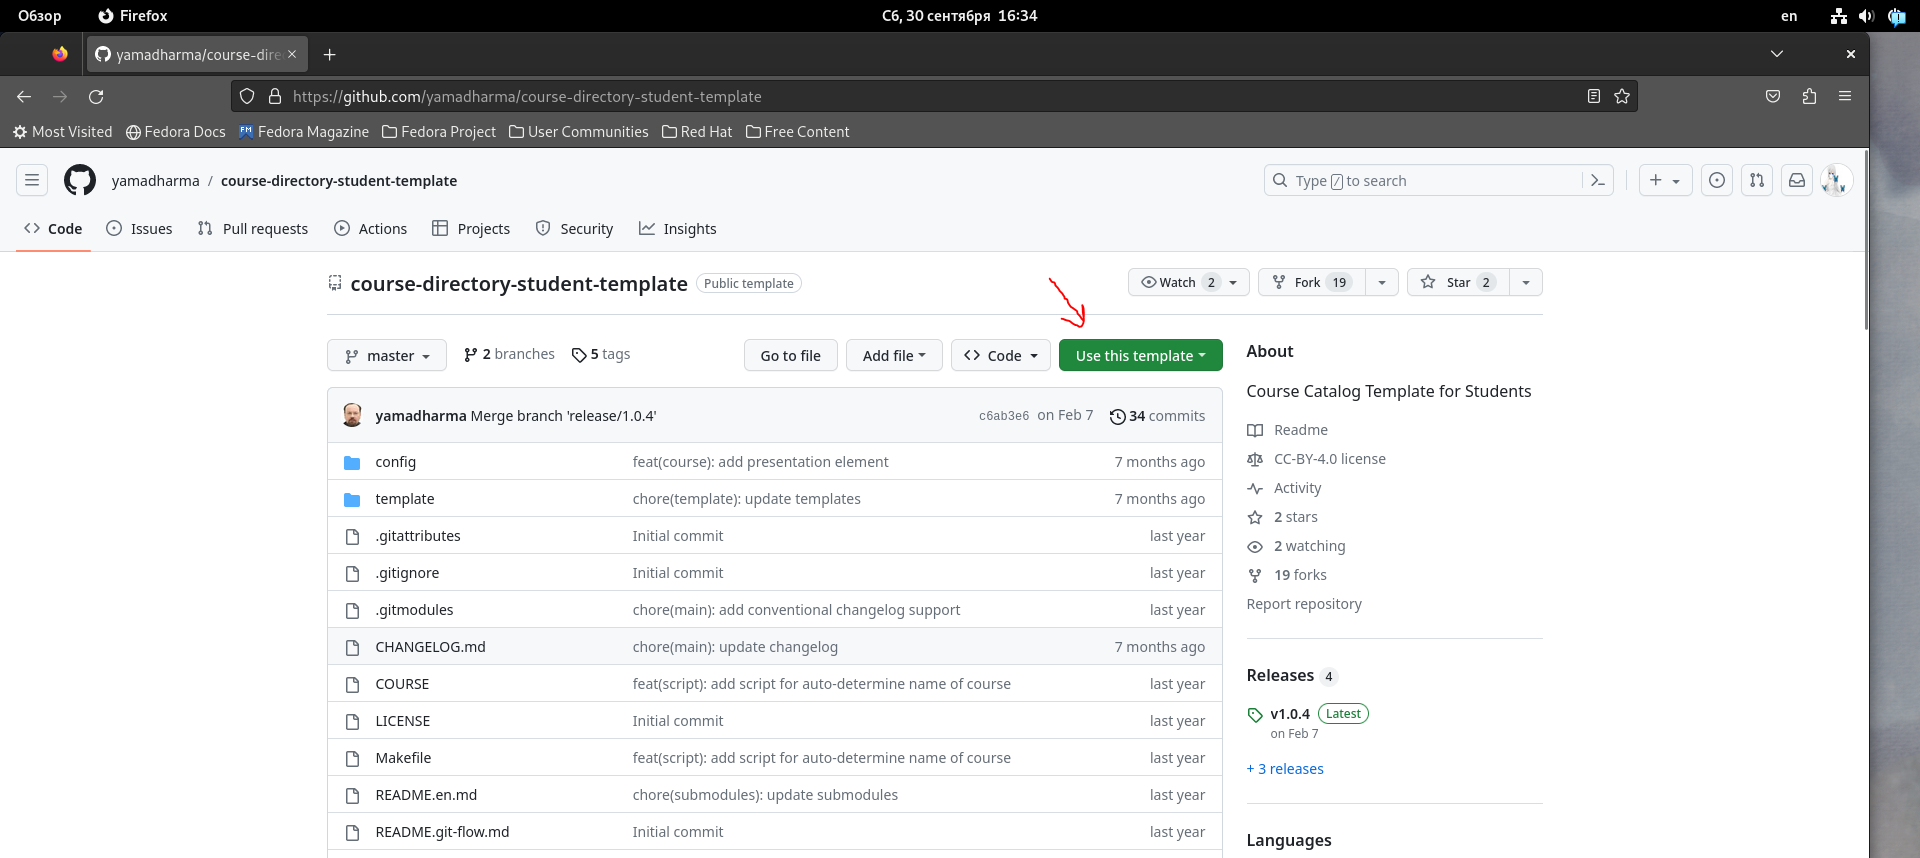 Обзор Firefox Сб, 30 сентября 16:34 en
yamadharma/course-dire
https://github.com/yamadharma/course-directory-student-template
Most Visited Fedora Docs Fedora Magazine Fedora Project User Communities Red Hat Free Content
yamadharma / course-directory-student-template Type / to search
Code Issues Pull requests Actions Projects Security Insights
course-directory-student-template Public template Watch 2 Fork 19 Star 2
master 2 branches 5 tags Go to file Add file Code Use this template
yamadharma Merge branch 'release/1.0.4' c6ab3e6 on Feb 7 34 commits
config feat(course): add presentation element 7 months ago
template chore(template): update templates 7 months ago
.gitattributes Initial commit last year
.gitignore Initial commit last year
.gitmodules chore(main): add conventional changelog support last year
CHANGELOG.md chore(main): update changelog 7 months ago
COURSE feat(script): add script for auto-determine name of course last year
LICENSE Initial commit last year
Makefile feat(script): add script for auto-determine name of course last year
README.en.md chore(submodules): update submodules last year
README.git-flow.md Initial commit last year
About
Course Catalog Template for Students
Readme
CC-BY-4.0 license
Activity
2 stars
2 watching
19 forks
Report repository
Releases 4
v1.0.4 Latest
on Feb 7
+ 3 releases
Languages